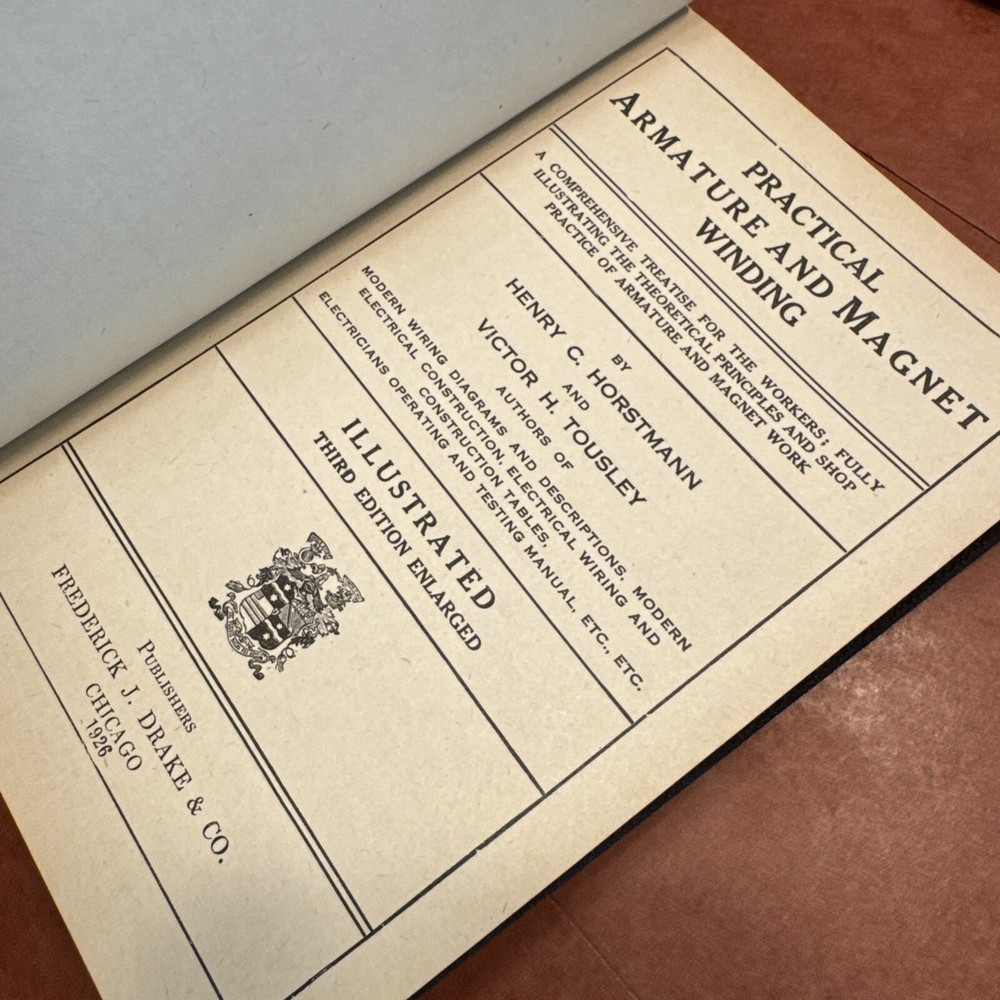 PRACTICAL
ARMATURE AND MAGNET
WINDING
A COMPREHENSIVE TREATISE FOR THE WORKERS; FULLY
ILLUSTRATING THE THEORETICAL PRINCIPLES AND SHOP
PRACTICE OF ARMATURE AND MAGNET WORK
BY
HENRY C. HORSTMANN
AND
VICTOR H. TOUSLEY
AUTHORS OF
MODERN WIRING DIAGRAMS AND DESCRIPTIONS, MODERN
ELECTRICAL CONSTRUCTION, ELECTRICAL WIRING AND
CONSTRUCTION TABLES,
ELECTRICIANS OPERATING AND TESTING MANUAL, ETC., ETC.
ILLUSTRATED
THIRD EDITION ENLARGED
PUBLISHERS
FREDERICK J. DRAKE & CO.
CHICAGO
1926